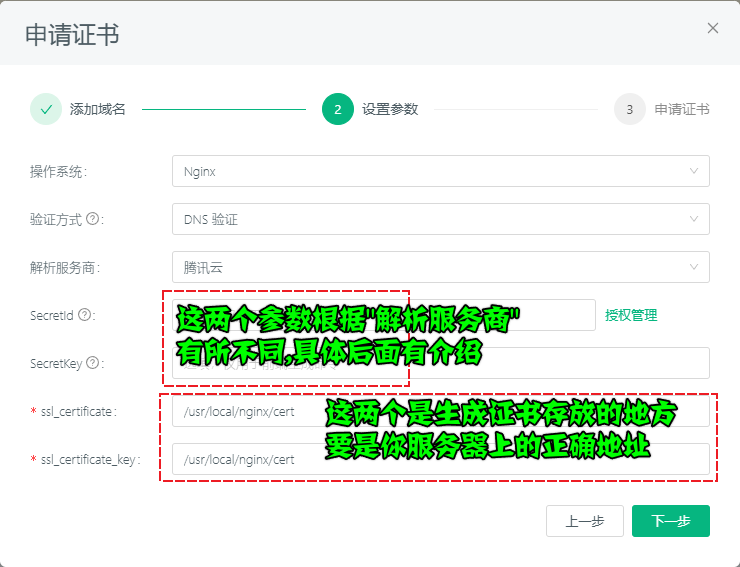 申请证书
添加域名
2
设置参数
3
申请证书
操作系统:
Nginx
验证方式 ?:
DNS 验证
解析服务商:
腾讯云
SecretId ?:
授权管理
这两个参数根据"解析服务商"
有所不同,具体后面有介绍
SecretKey ?:
* ssl_certificate:
/usr/local/nginx/cert
这两个是生成证书存放的地方
要是你服务器上的正确地址
* ssl_certificate_key:
/usr/local/nginx/cert
上一步
下一步